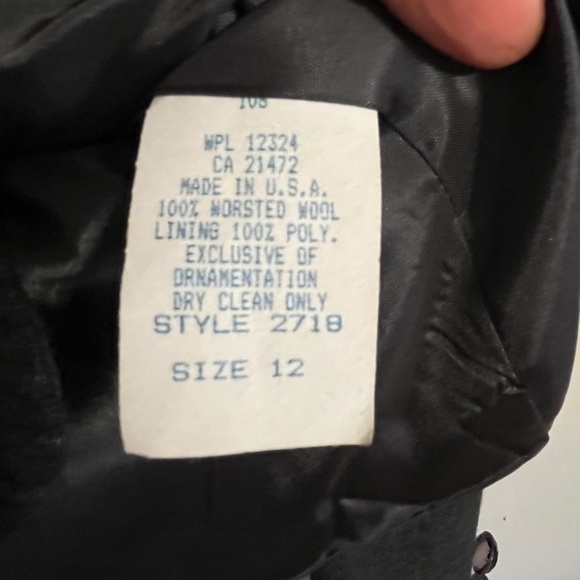 108
WPL 12324
CA 21472
MADE IN U.S.A.
100% WORSTED WOOL
LINING 100% POLY.
EXCLUSIVE OF
ORNAMENTATION
DRY CLEAN ONLY
STYLE 2718
SIZE 12